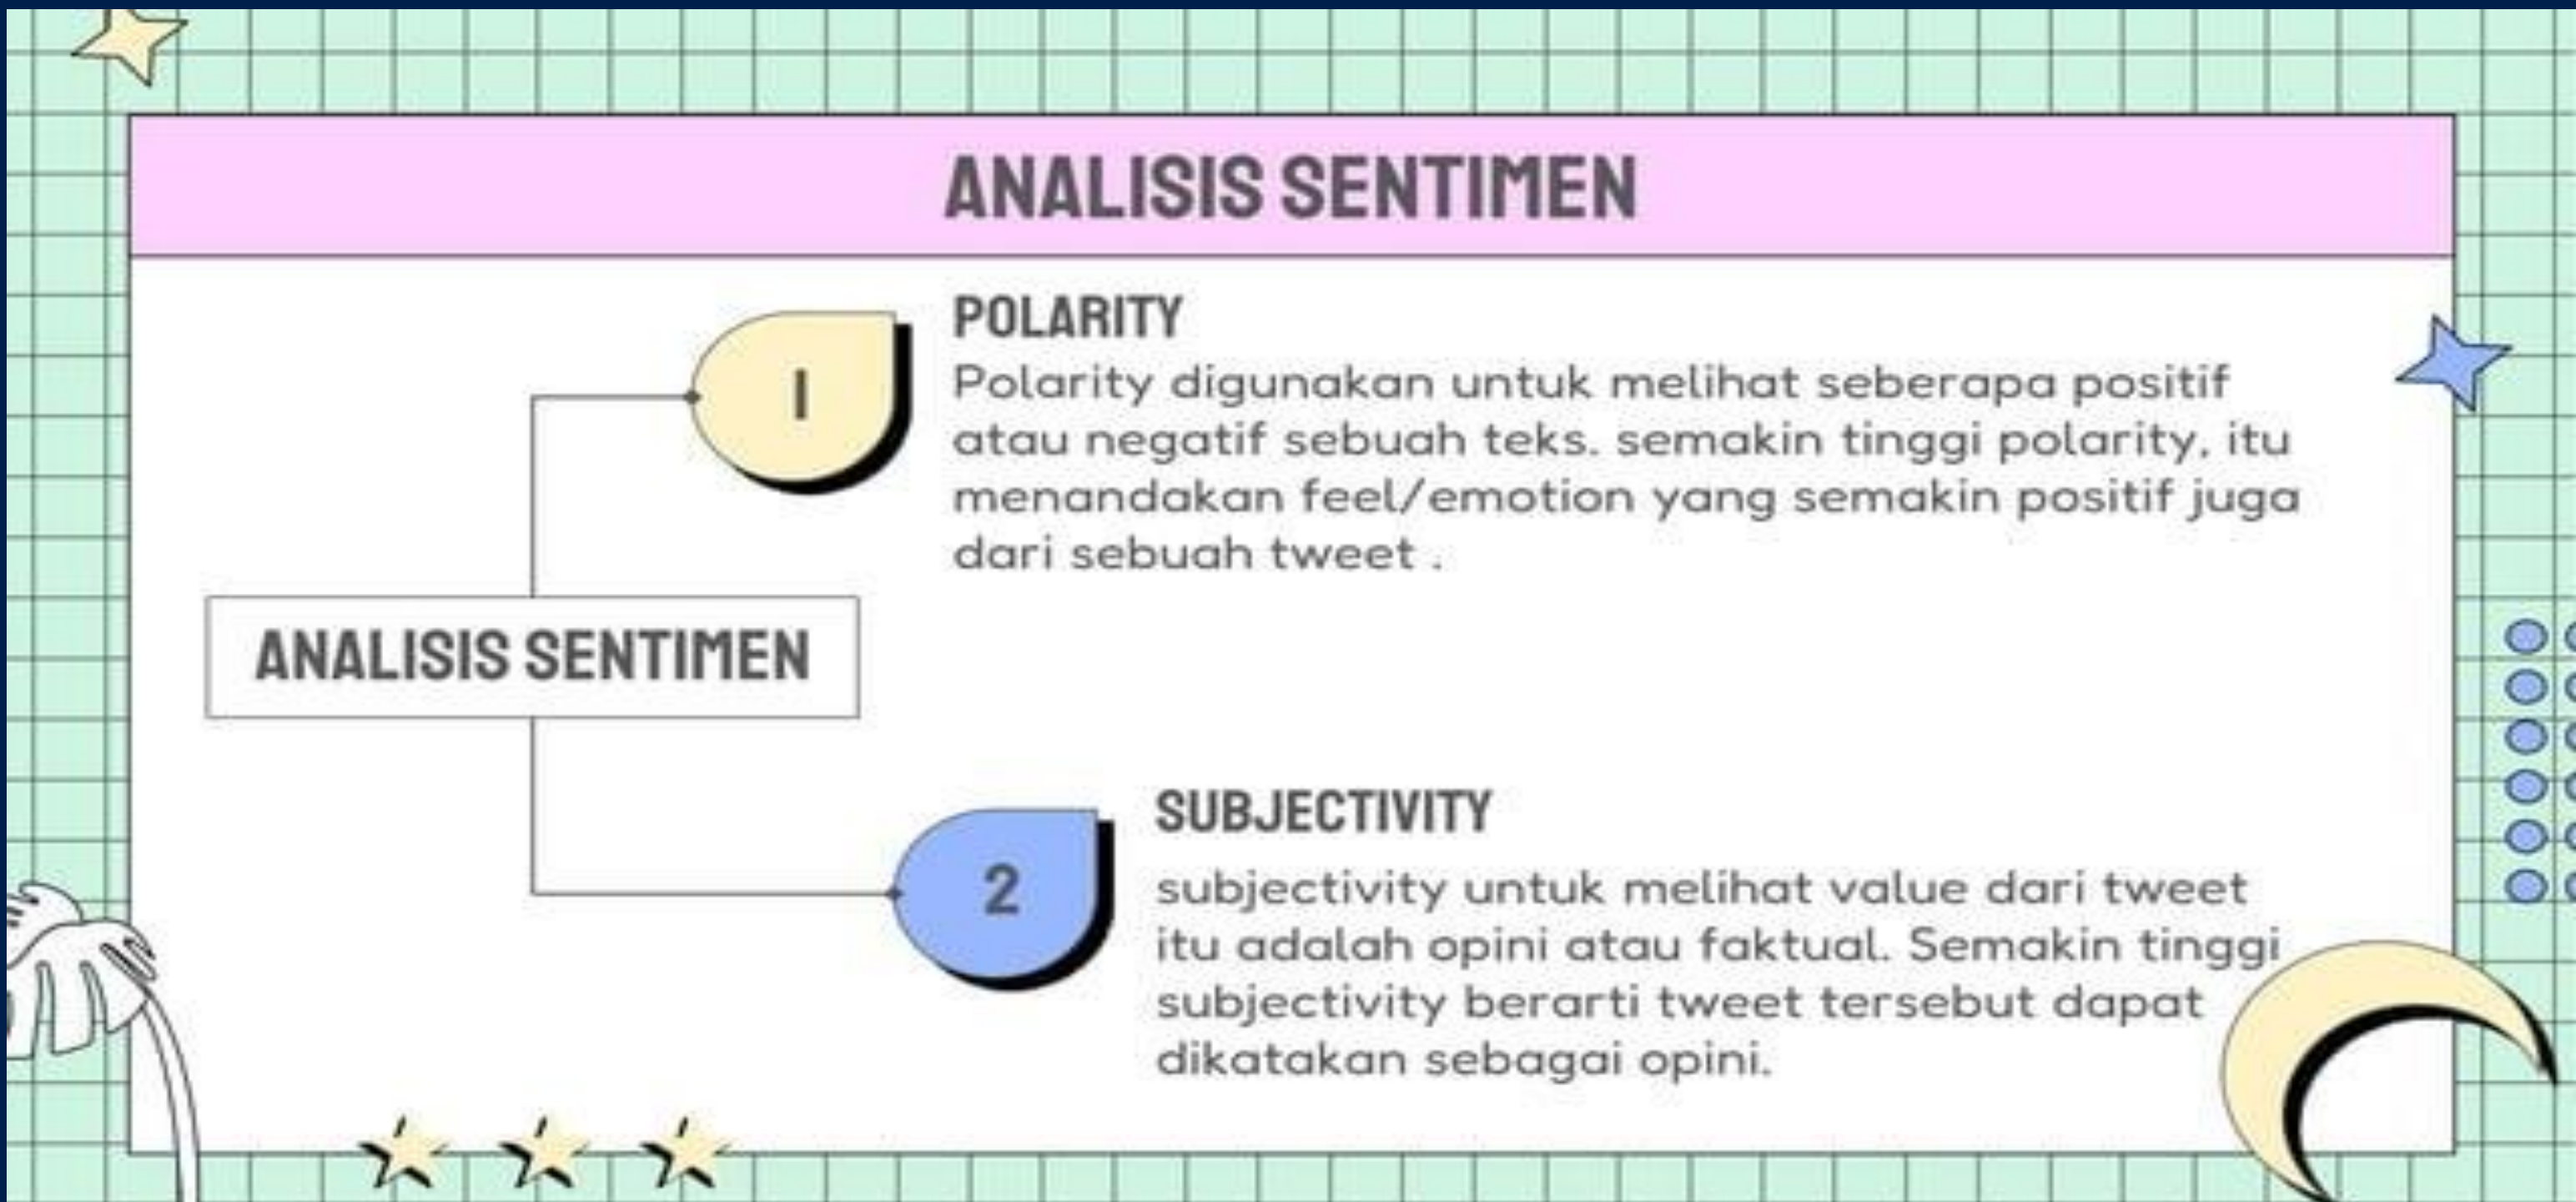 ANALISIS SENTIMEN
1
POLARITY
Polarity digunakan untuk melihat seberapa positif
atau negatif sebuah teks. semakin tinggi polarity, itu
menandakan feel/emotion yang semakin positif juga
dari sebuah tweet .
ANALISIS SENTIMEN
2
SUBJECTIVITY
subjectivity untuk melihat value dari tweet
itu adalah opini atau faktual. Semakin tinggi
subjectivity berarti tweet tersebut dapat
dikatakan sebagai opini.